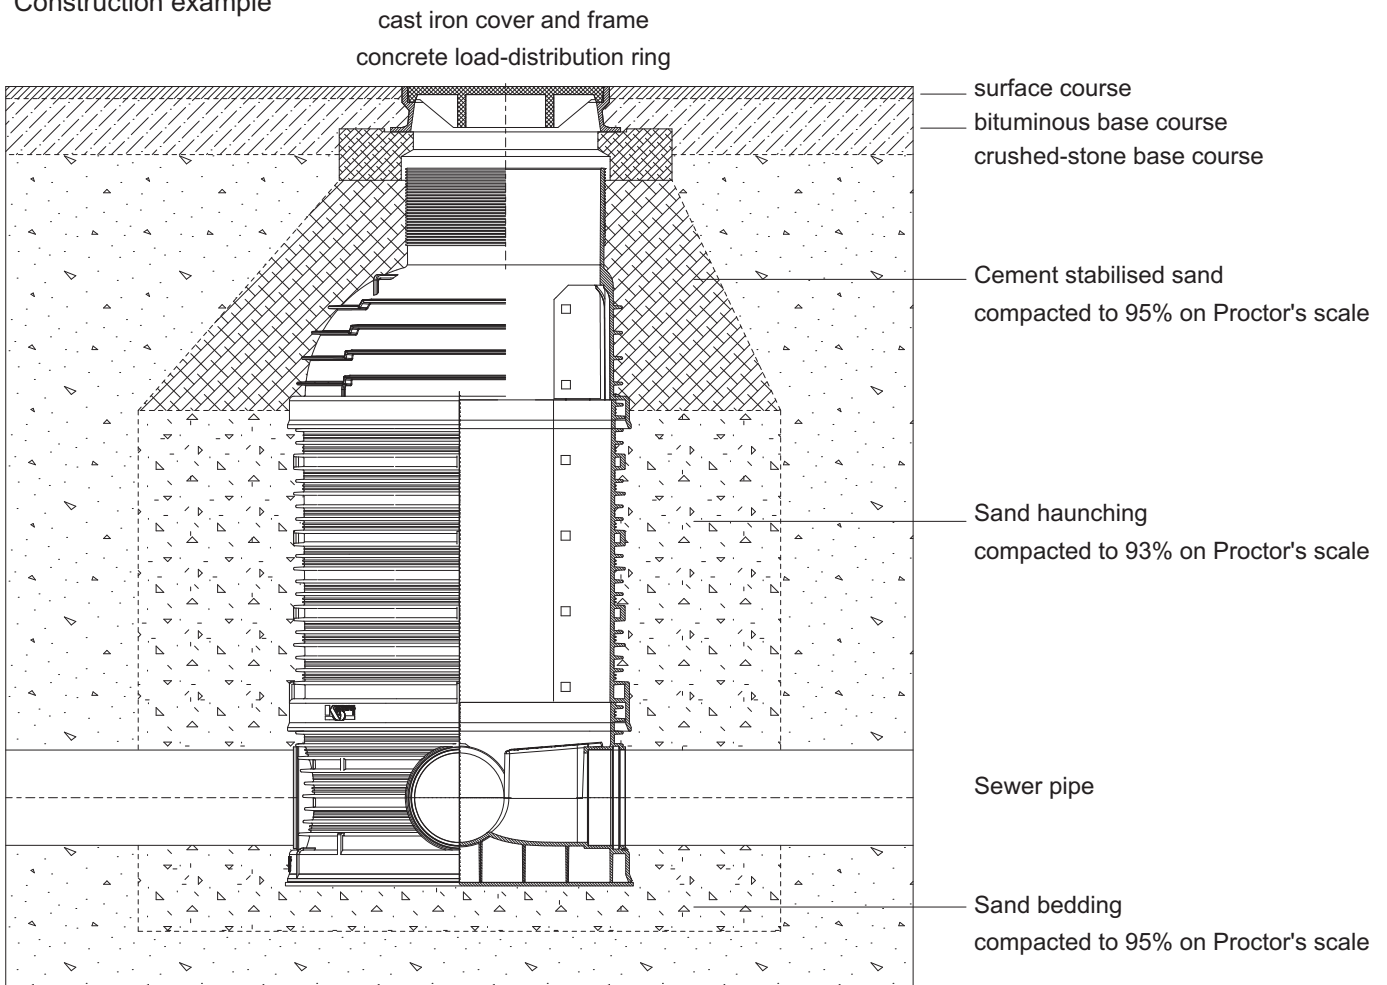 Construction example
cast iron cover and frame
concrete load-distribution ring
surface course
bituminous base course
crushed-stone base course
Cement stabilised sand
compacted to 95% on Proctor's scale
Sand haunching
compacted to 93% on Proctor's scale
Sewer pipe
Sand bedding
compacted to 95% on Proctor's scale